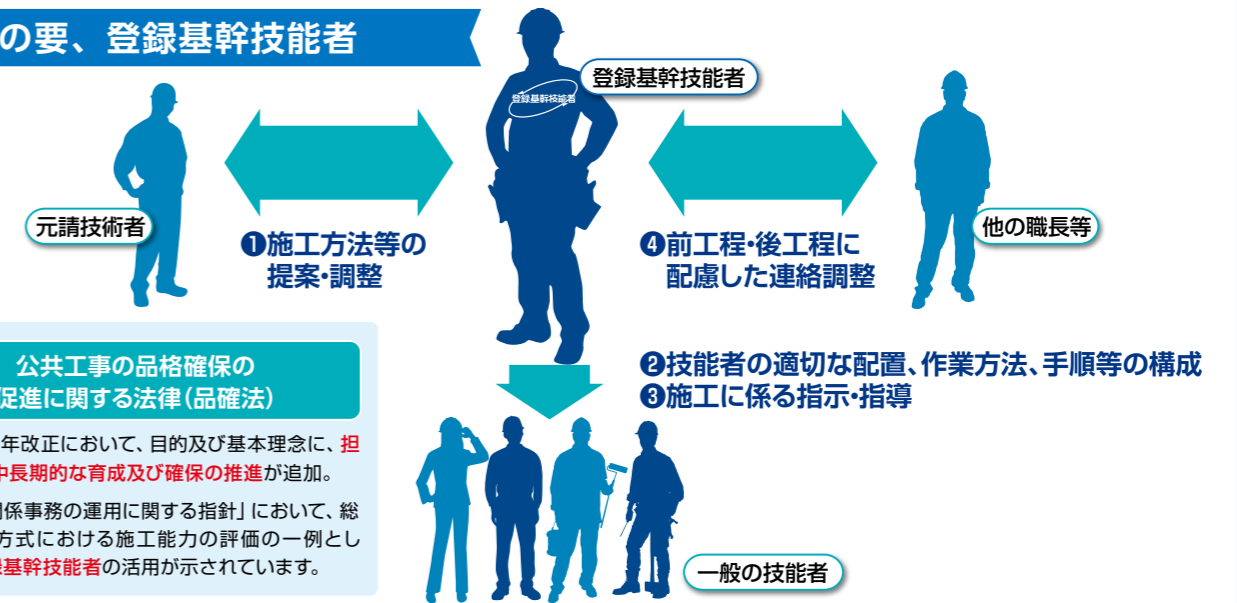 の要、登録基幹技能者
登録基幹技能者
登録基幹技能者
元請技術者
❶施工方法等の
提案・調整
❹前工程・後工程に
配慮した連絡調整
他の職長等
❷技能者の適切な配置、作業方法、手順等の構成
❸施工に係る指示・指導
一般の技能者
公共工事の品格確保の
促進に関する法律（品確法）
年改正において、目的及び基本理念に、担
中長期的な育成及び確保の推進が追加。
関係事務の運用に関する指針」において、総
方式における施工能力の評価の一例とし
録基幹技能者の活用が示されています。